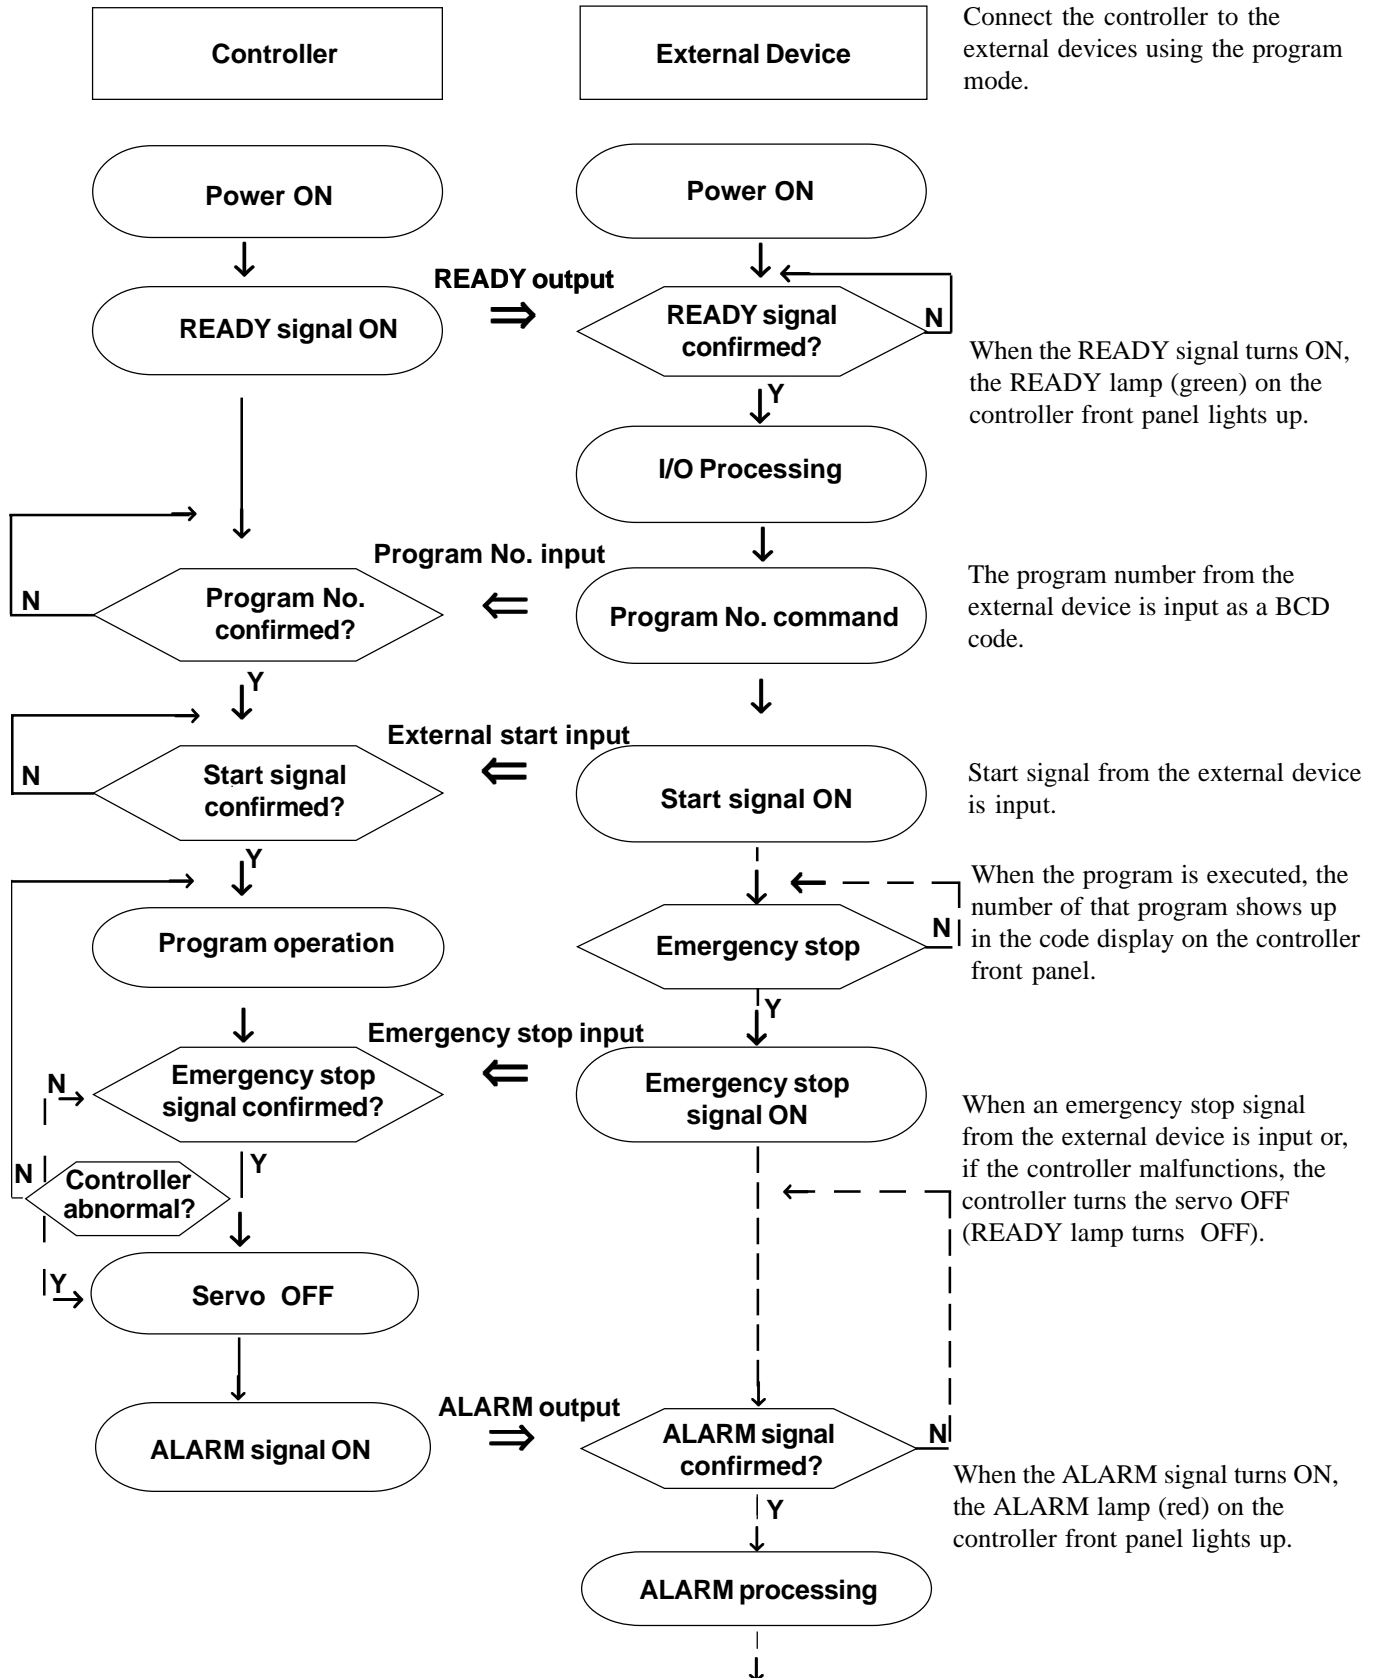 Controller
External Device
Connect the controller to the
external devices using the program
mode.
Power ON
Power ON
READY output
READY signal ON
READY signal
confirmed?
N
When the READY signal turns ON,
the READY lamp (green) on the
controller front panel lights up.
Y
I/O Processing
Program No. input
N
Program No.
confirmed?
Program No. command
The program number from the
external device is input as a BCD
code.
Y
External start input
N
Start signal
confirmed?
Start signal ON
Start signal from the external device
is input.
Y
When the program is executed, the
number of that program shows up
in the code display on the controller
front panel.
Program operation
Emergency stop
N
Y
Emergency stop input
N
Emergency stop
signal confirmed?
Emergency stop
signal ON
When an emergency stop signal
from the external device is input or,
if the controller malfunctions, the
controller turns the servo OFF
(READY lamp turns OFF).
Y
N
Controller
abnormal?
Y
Servo OFF
ALARM output
ALARM signal ON
ALARM signal
confirmed?
N
When the ALARM signal turns ON,
the ALARM lamp (red) on the
controller front panel lights up.
Y
ALARM processing